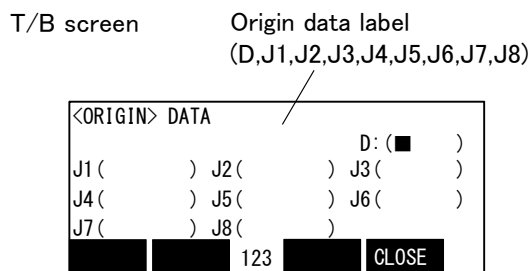 T/B screen
Origin data label
(D,J1,J2,J3,J4,J5,J6,J7,J8)
<ORIGIN> DATA
D:(■ )
J1( ) J2( ) J3( )
J4( ) J5( ) J6( )
J7( ) J8( )
123 CLOSE